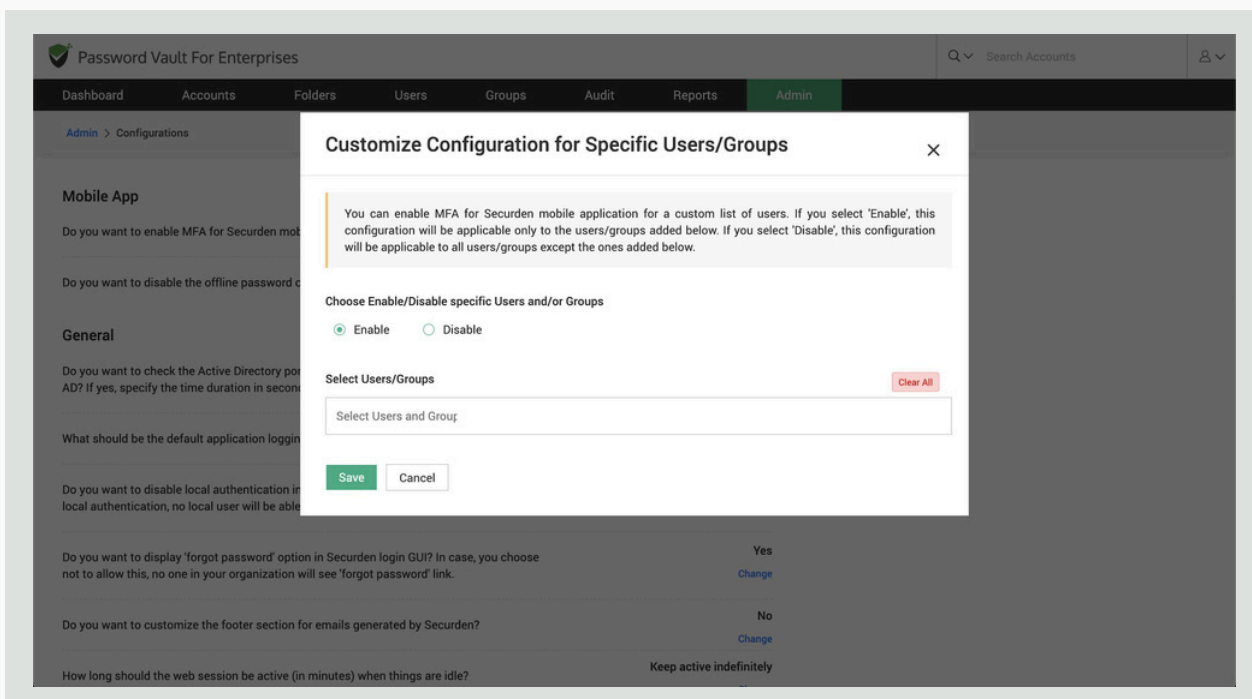 Password Vault For Enterprises
Search Accounts
Dashboard Accounts Folders Users Groups Audit Reports Admin
Admin > Configurations
Customize Configuration for Specific Users/Groups
You can enable MFA for Securden mobile application for a custom list of users. If you select 'Enable', this
configuration will be applicable only to the users/groups added below. If you select 'Disable', this configuration
will be applicable to all users/groups except the ones added below.
Choose Enable/Disable specific Users and/or Groups
Enable Disable
Select Users/Groups
Clear All
Select Users and Group
Save Cancel
Mobile App
Do you want to enable MFA for Securden
Do you want to disable the offline password
General
Do you want to check the Active Directory
AD? If yes, specify the time duration in
What should be the default application
Do you want to disable local authentication
local authentication, no local user will be able
Do you want to display 'forgot password' option in Securden login GUI? In case, you choose
not to allow this, no one in your organization will see 'forgot password' link.
Yes
Change
Do you want to customize the footer section for emails generated by Securden?
No
Change
How long should the web session be active (in minutes) when things are idle?
Keep active indefinitely